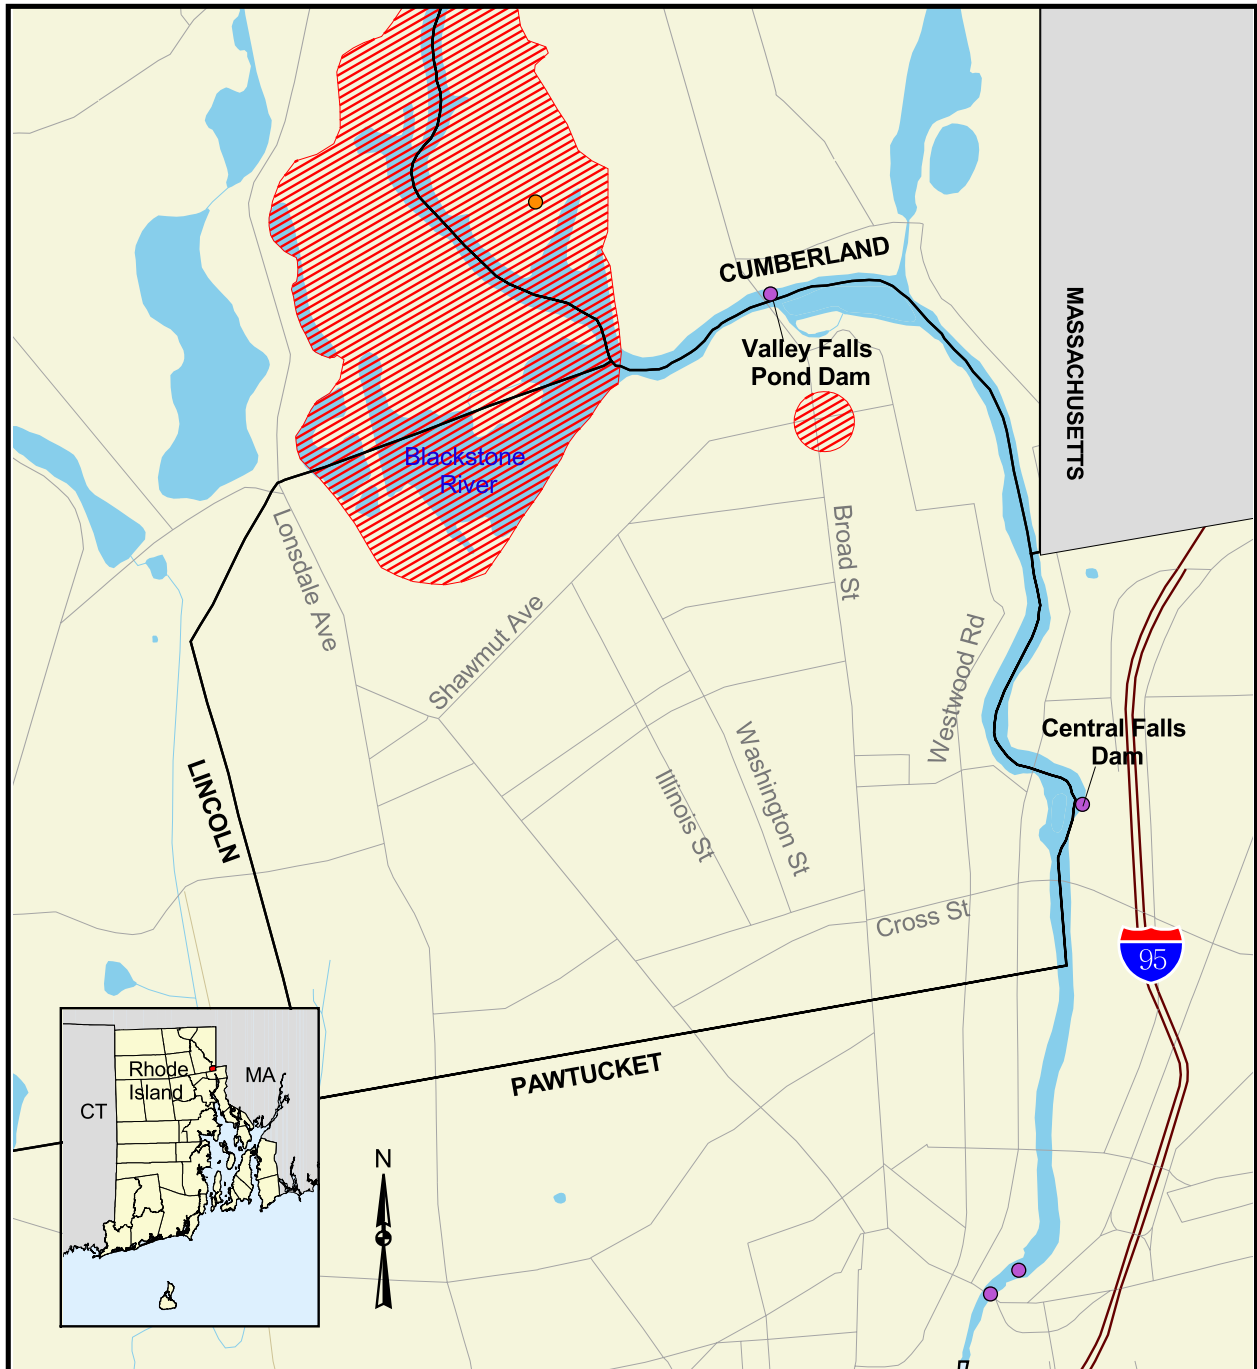 CUMBERLAND
MASSACHUSETTS
Valley Falls
Pond Dam
Blackstone
River
Lonsdale Ave
Broad St
Shawmut Ave
Westwood Rd
Central Falls
Dam
Washington St
Illinois St
LINCOLN
Cross St
95
PAWTUCKET
Rhode
Island
MA
CT
N